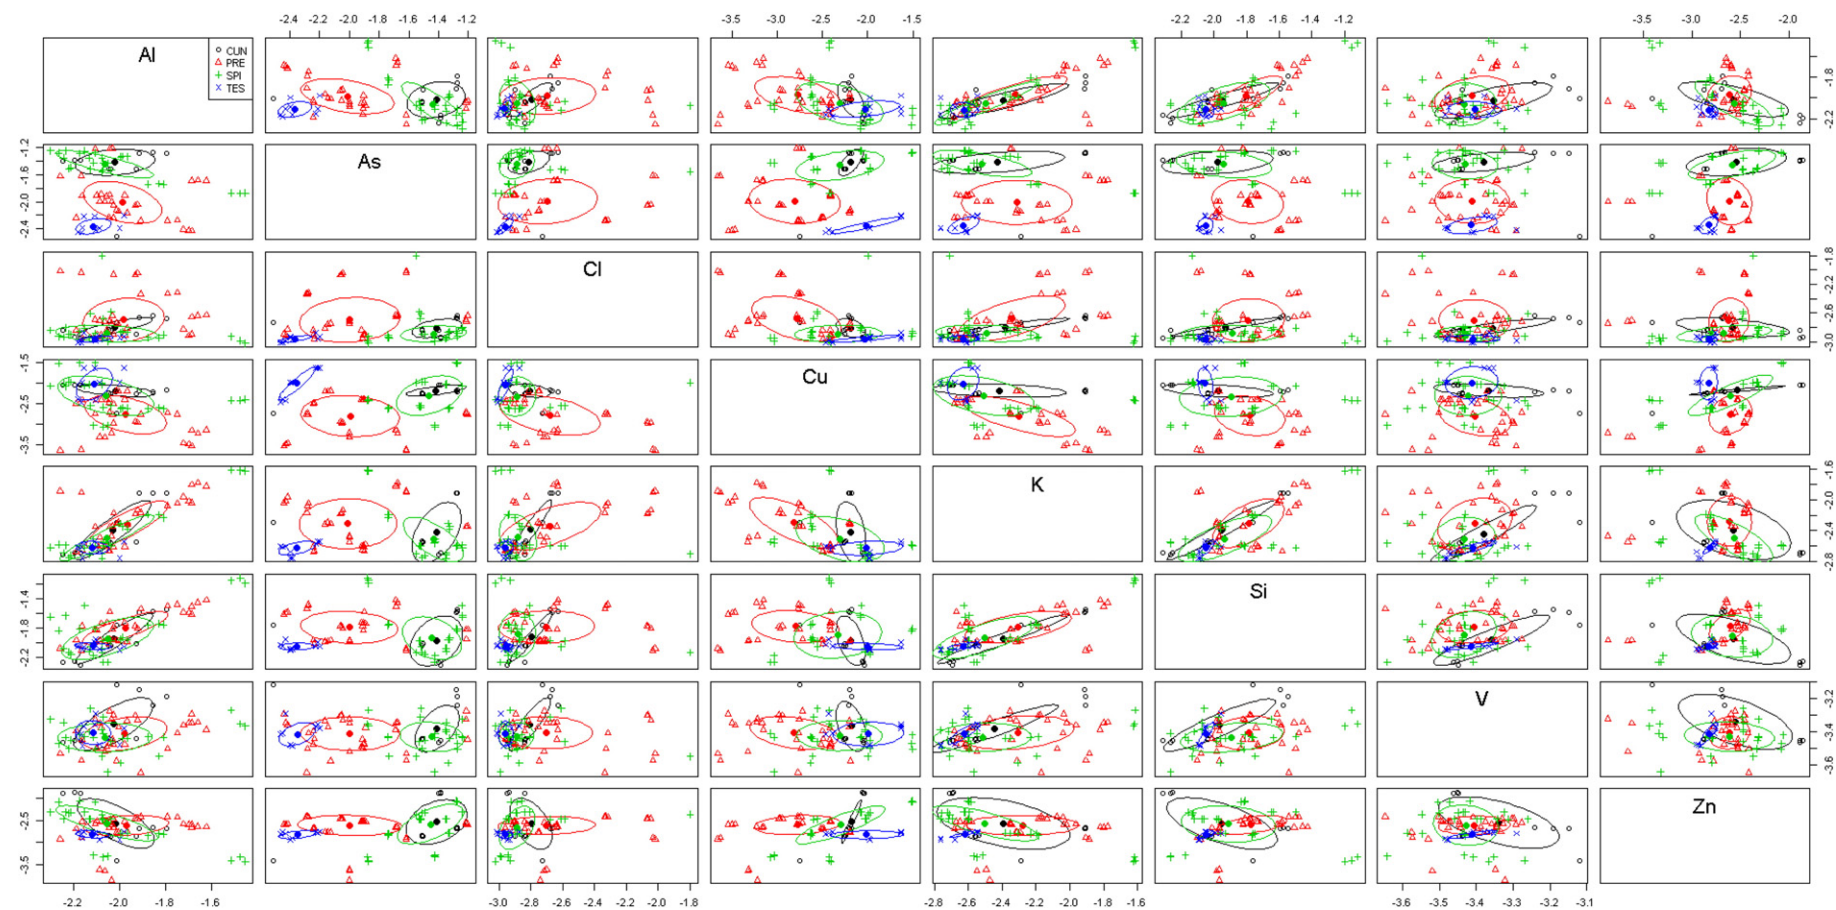 -2.4 -2.2 -2.0 -1.8 -1.6 -1.4 -1.2
-3.5 -3.0 -2.5 -2.0 -1.5
-2.2 -2.0 -1.8 -1.6 -1.4 -1.2
-3.5 -3.0 -2.5 -2.0
Al
CUN
PRE
SPI
TES
-2.2 -1.8
-2.4 -2.0 -1.6 -1.2
As
Cl
-3.0 -2.6 -2.2 -1.8
-3.5 -2.5 -1.5
Cu
K
-2.8 -2.4 -2.0 -1.6
-2.2 -1.8 -1.4
Si
V
-3.6 -3.4 -3.2
-3.5 -2.5
Zn
-2.2 -2.0 -1.8 -1.6
-3.0 -2.8 -2.6 -2.4 -2.2 -2.0 -1.8
-2.8 -2.6 -2.4 -2.2 -2.0 -1.8 -1.6
-3.6 -3.5 -3.4 -3.3 -3.2 -3.1